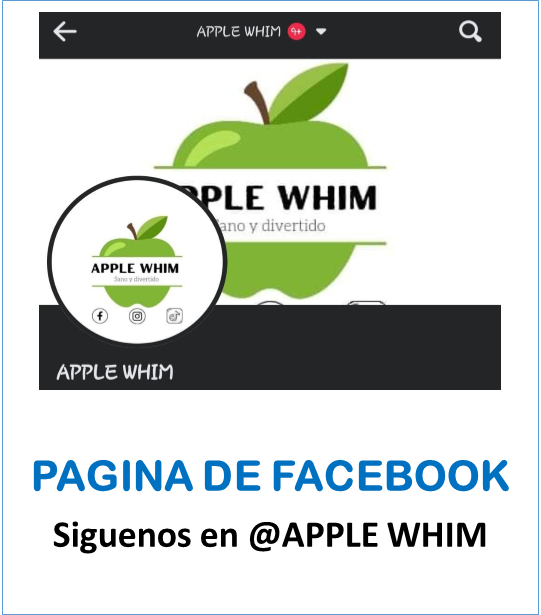 APPLE WHIM 9+
PPLE WHIM
ano y divertido
APPLE WHIM
Sano y divertido
APPLE WHIM
PAGINA DE FACEBOOK
Siguenos en @APPLE WHIM